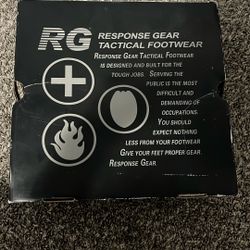 RG RESPONSE GEAR
TACTICAL FOOTWEAR
RESPONSE GEAR TACTICAL FOOTWEAR
IS DESIGNED AND BUILT FOR THE
TOUGH JOBS. SERVING THE
PUBLIC IS THE MOST
DIFFICULT AND
DEMANDING OF
OCCUPATIONS.
YOU SHOULD
EXPECT NOTHING
LESS FROM YOUR FOOTWEAR
GIVE YOUR FEET PROPER GEAR.
RESPONSE GEAR.